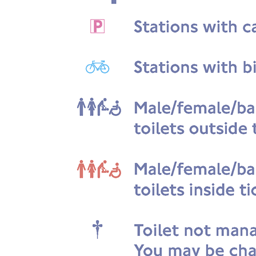 P Stations with ca
Stations with bi
Male/female/ba
toilets outside t
Male/female/ba
toilets inside tic
† Toilet not mana
You may be cha